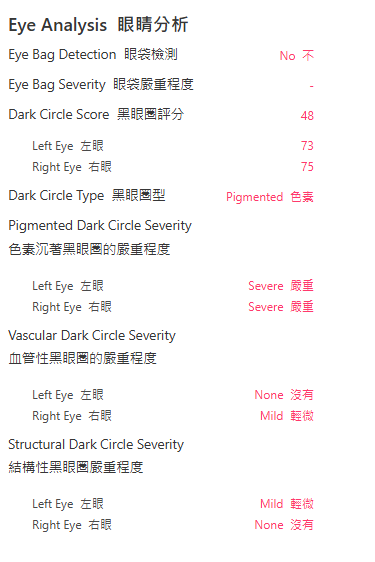 Eye Analysis 眼睛分析
Eye Bag Detection 眼袋檢測 No 不
Eye Bag Severity 眼袋嚴重程度 -
Dark Circle Score 黑眼圈評分 48
Left Eye 左眼 73
Right Eye 右眼 75
Dark Circle Type 黑眼圈型 Pigmented 色素
Pigmented Dark Circle Severity
色素沉著黑眼圈的嚴重程度
Left Eye 左眼 Severe 嚴重
Right Eye 右眼 Severe 嚴重
Vascular Dark Circle Severity
血管性黑眼圈的嚴重程度
Left Eye 左眼 None 沒有
Right Eye 右眼 Mild 輕微
Structural Dark Circle Severity
結構性黑眼圈嚴重程度
Left Eye 左眼 Mild 輕微
Right Eye 右眼 None 沒有